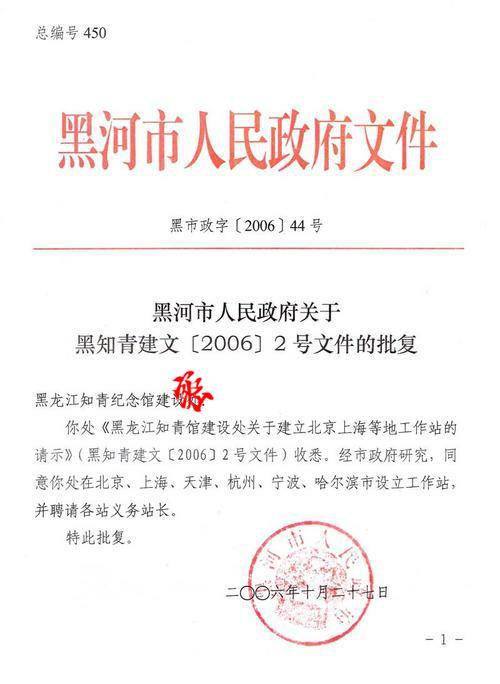 总编号 450
黑河市人民政府文件
黑市政字〔2006〕44 号
黑河市人民政府关于
黑知青建文〔2006〕2 号文件的批复
黑龙江知青纪念馆建设
你处《黑龙江知青馆建设处关于建立北京上海等地工作站的
请示》（黑知青建文〔2006〕2 号文件）收悉。经市政府研究，同
意你处在北京、上海、天津、杭州、宁波、哈尔滨市设立工作站，
并聘请各站义务站长。
特此批复。
黑河市人民政府
二〇〇六年十月二十七日
- 1 -